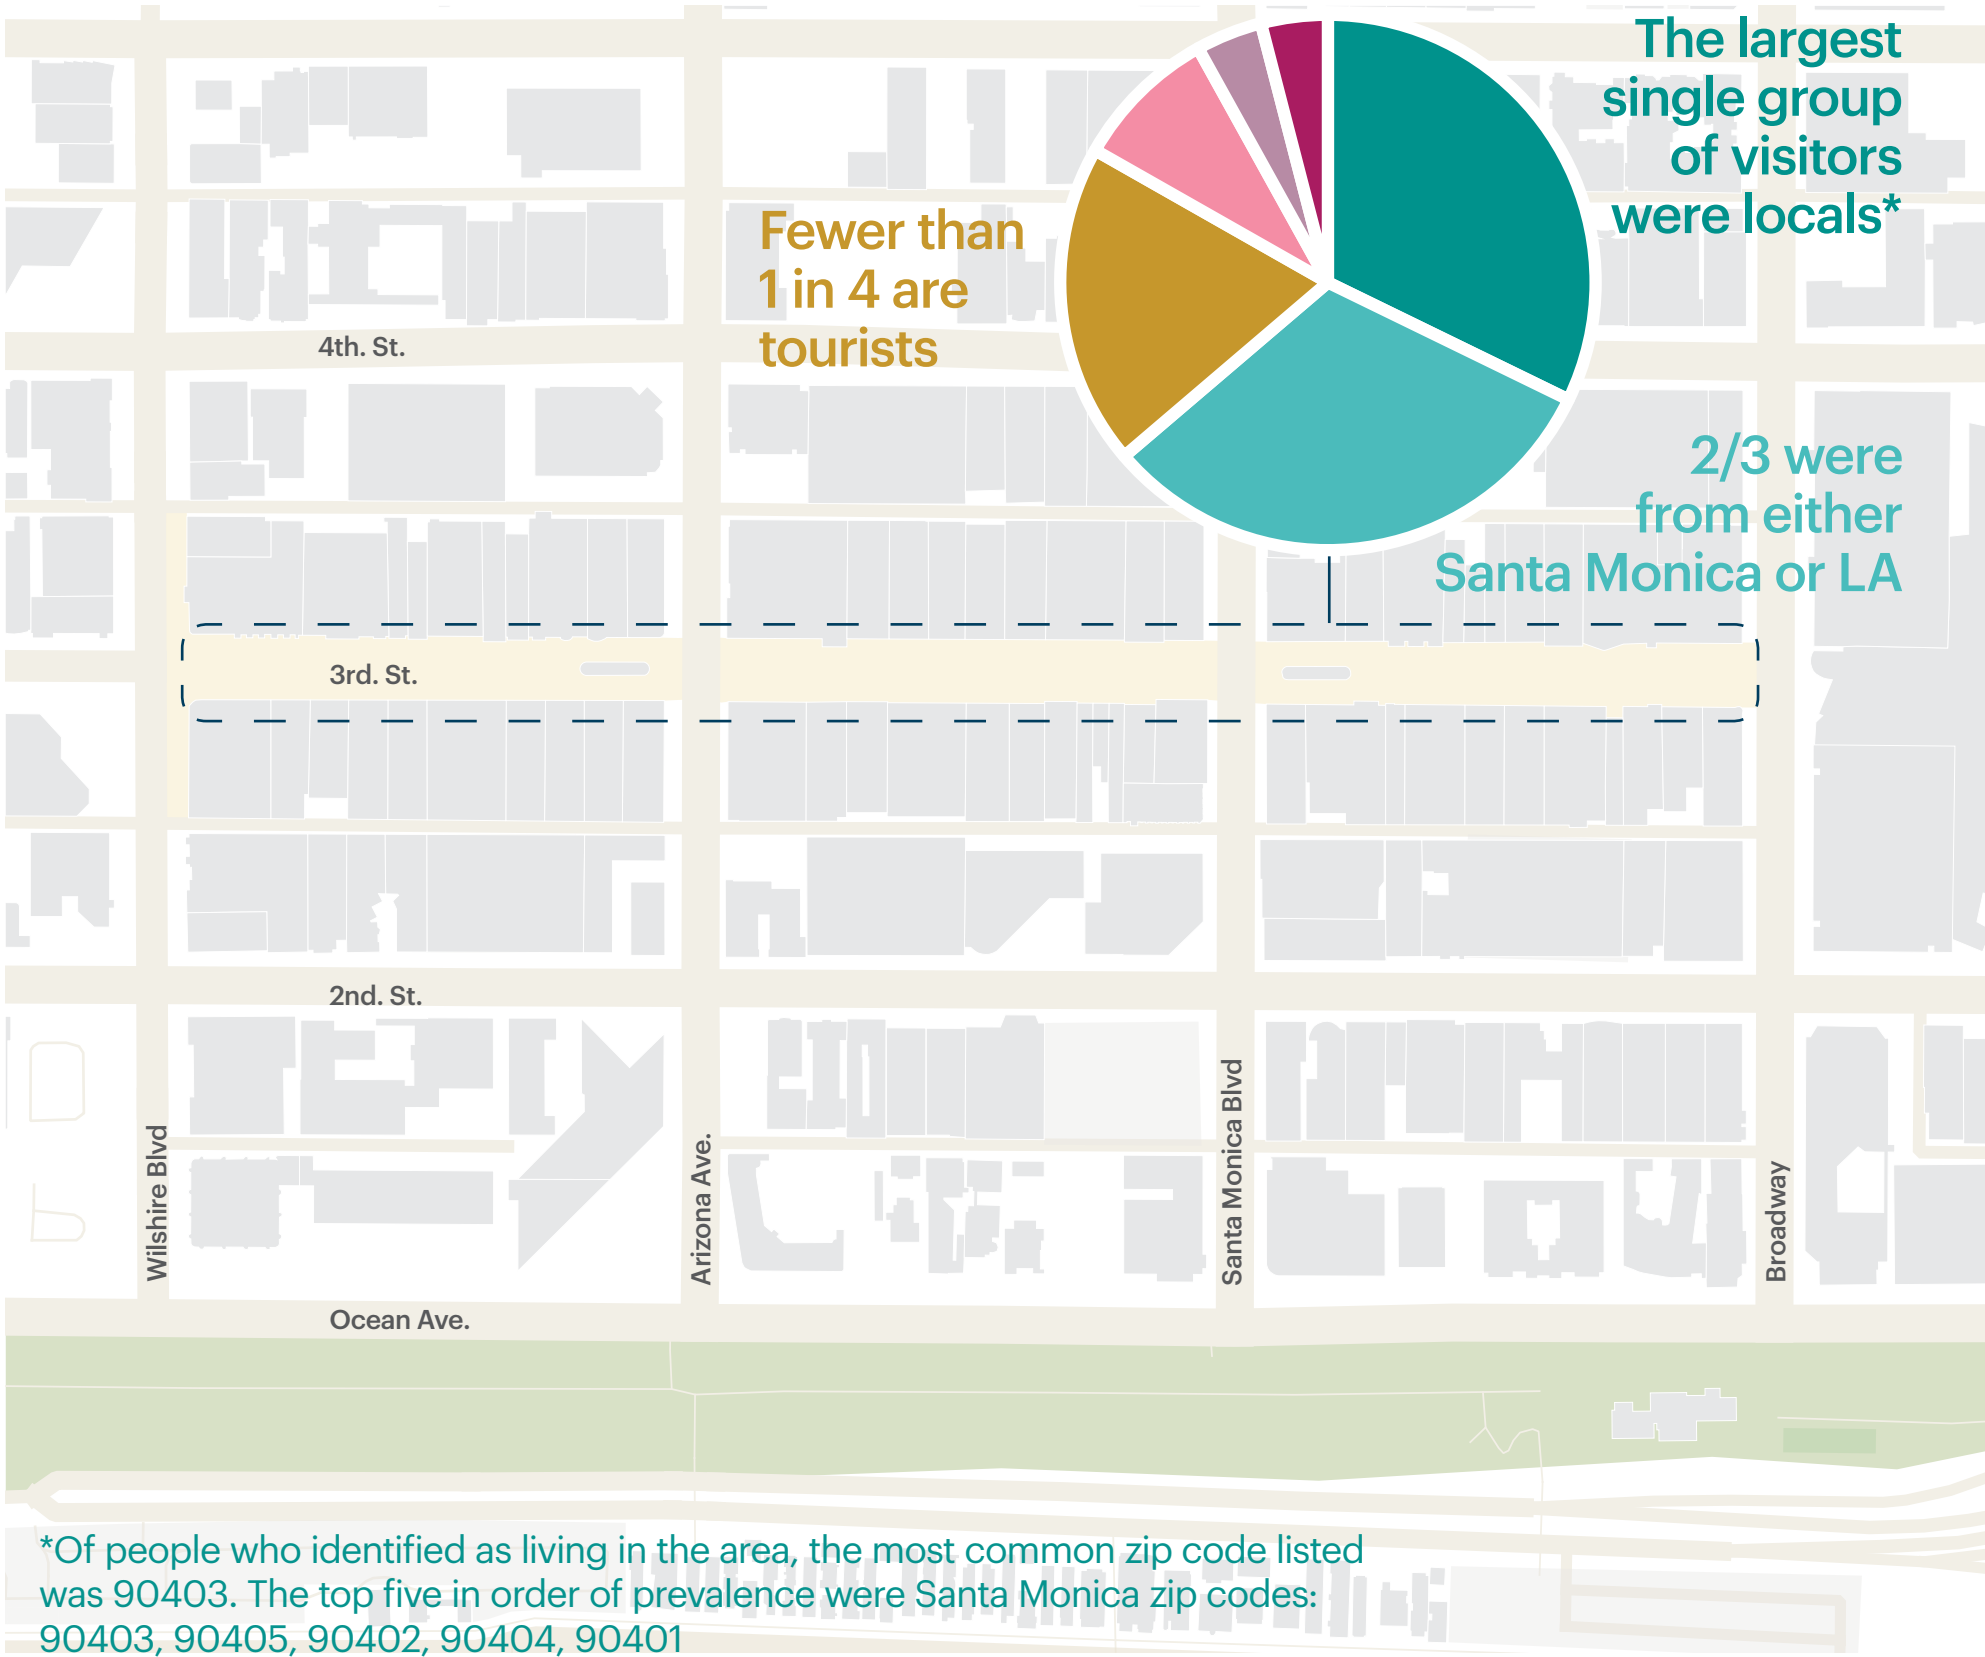 The largest
single group
of visitors
were locals*
Fewer than
1 in 4 are
tourists
4th. St.
2/3 were
from either
Santa Monica or LA
3rd. St.
2nd. St.
Wilshire Blvd
Arizona Ave.
Santa Monica Blvd
Broadway
Ocean Ave.
*Of people who identified as living in the area, the most common zip code listed
was 90403. The top five in order of prevalence were Santa Monica zip codes:
90403, 90405, 90402, 90404, 90401